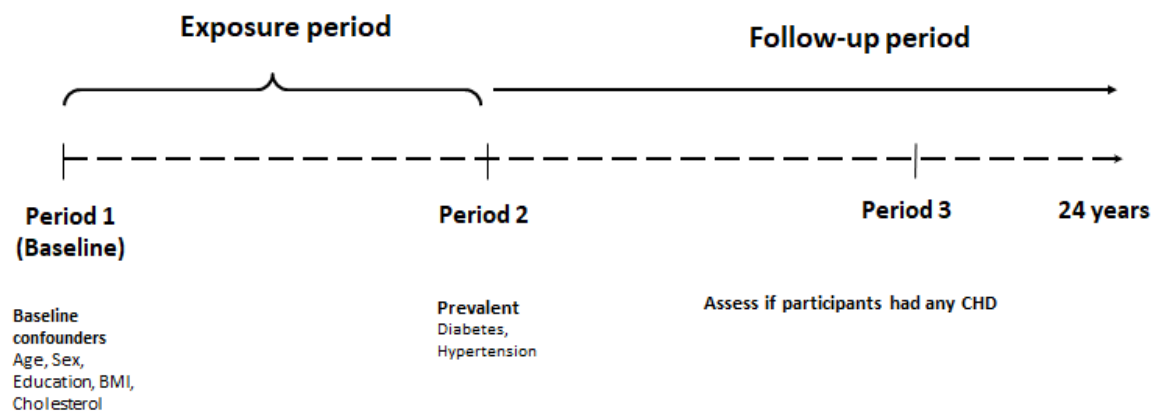 Exposure period
Follow-up period
Period 1
(Baseline)
Period 2
Period 3
24 years
Baseline
confounders
Age, Sex,
Education, BMI,
Cholesterol
Prevalent
Diabetes,
Hypertension
Assess if participants had any CHD